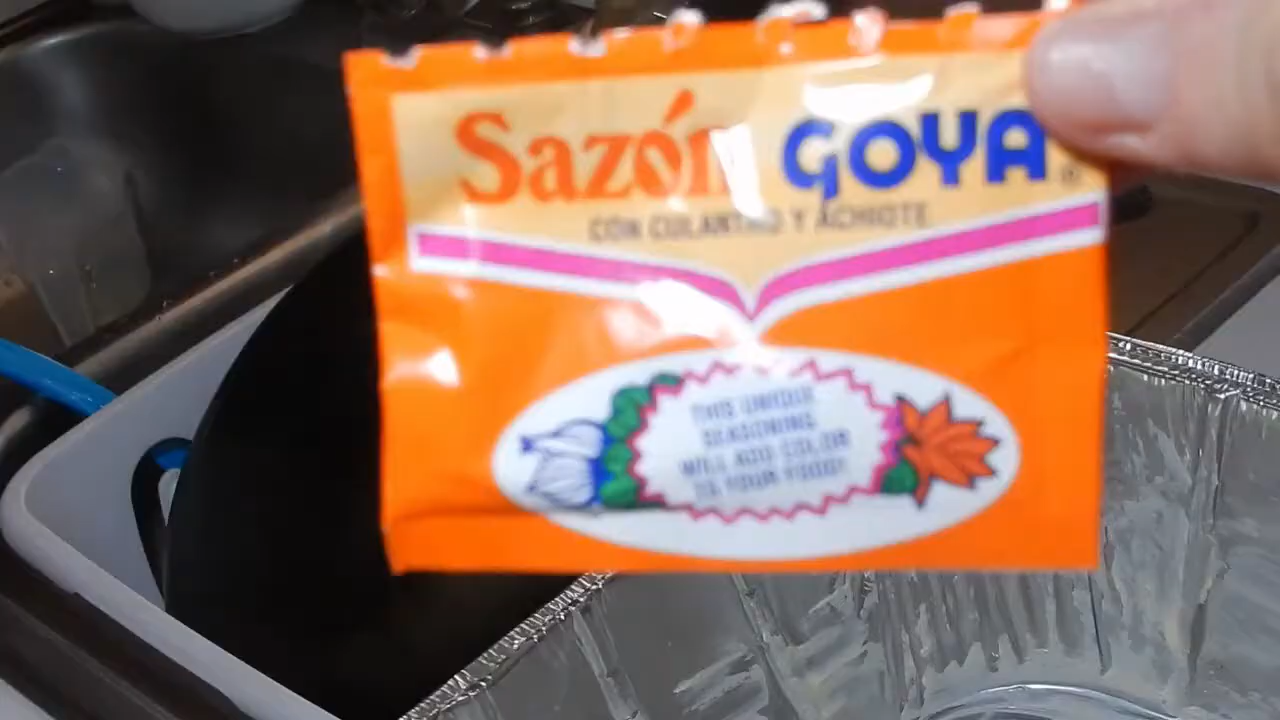 Sazón GOYA®
CON CULANTRO Y ACHIOTE
THIS UNIQUE
SEASONING
WILL ADD COLOR
TO YOUR FOOD!